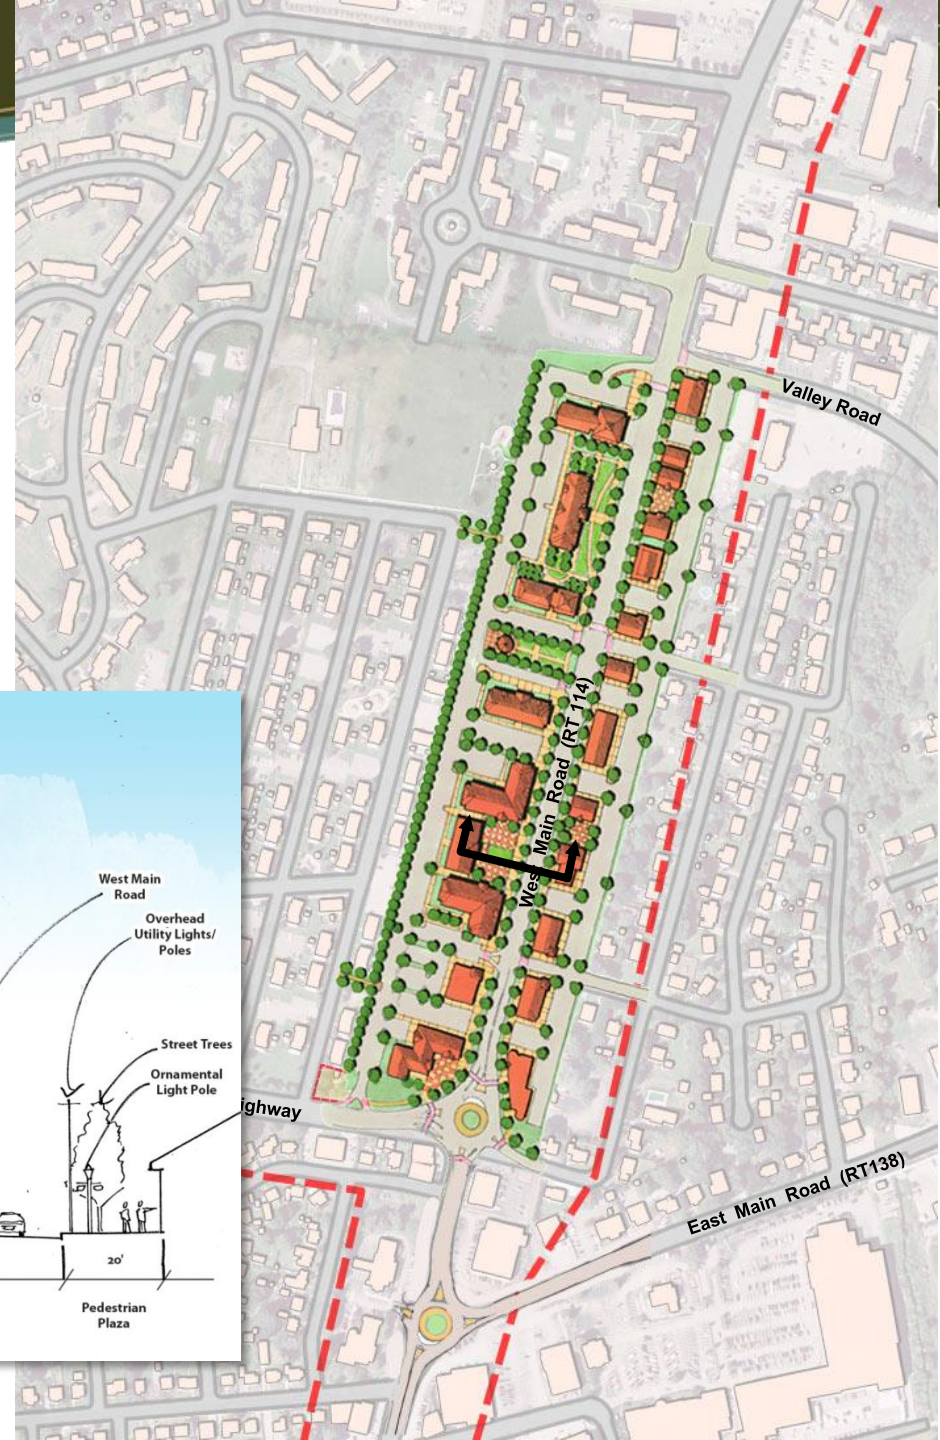 Valley Road
West Main Road (RT 114)
West Main
Road
Overhead
Utility Lights/
Poles
Street Trees
Ornamental
Light Pole
ighway
East Main Road (RT138)
20'
Pedestrian
Plaza